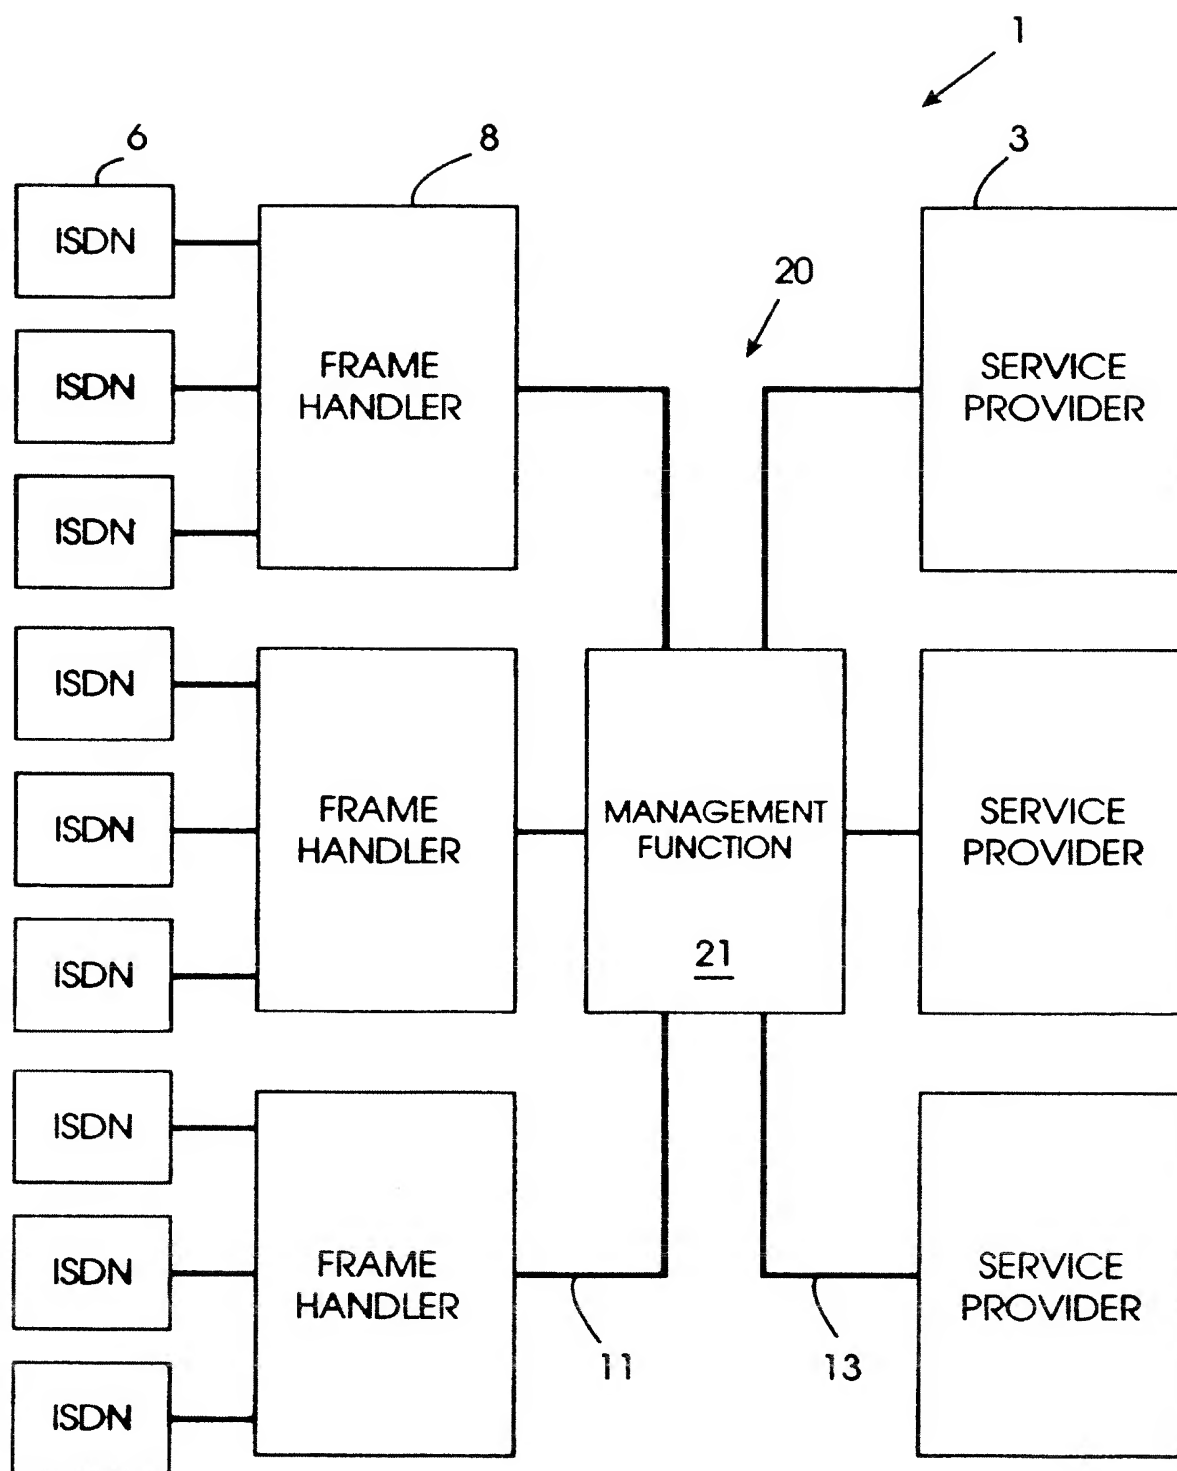 1
6
8
3
ISDN
20
ISDN
FRAME
HANDLER
SERVICE
PROVIDER
ISDN
ISDN
ISDN
FRAME
HANDLER
MANAGEMENT
FUNCTION
SERVICE
PROVIDER
21
ISDN
ISDN
ISDN
FRAME
HANDLER
SERVICE
PROVIDER
11
13
ISDN